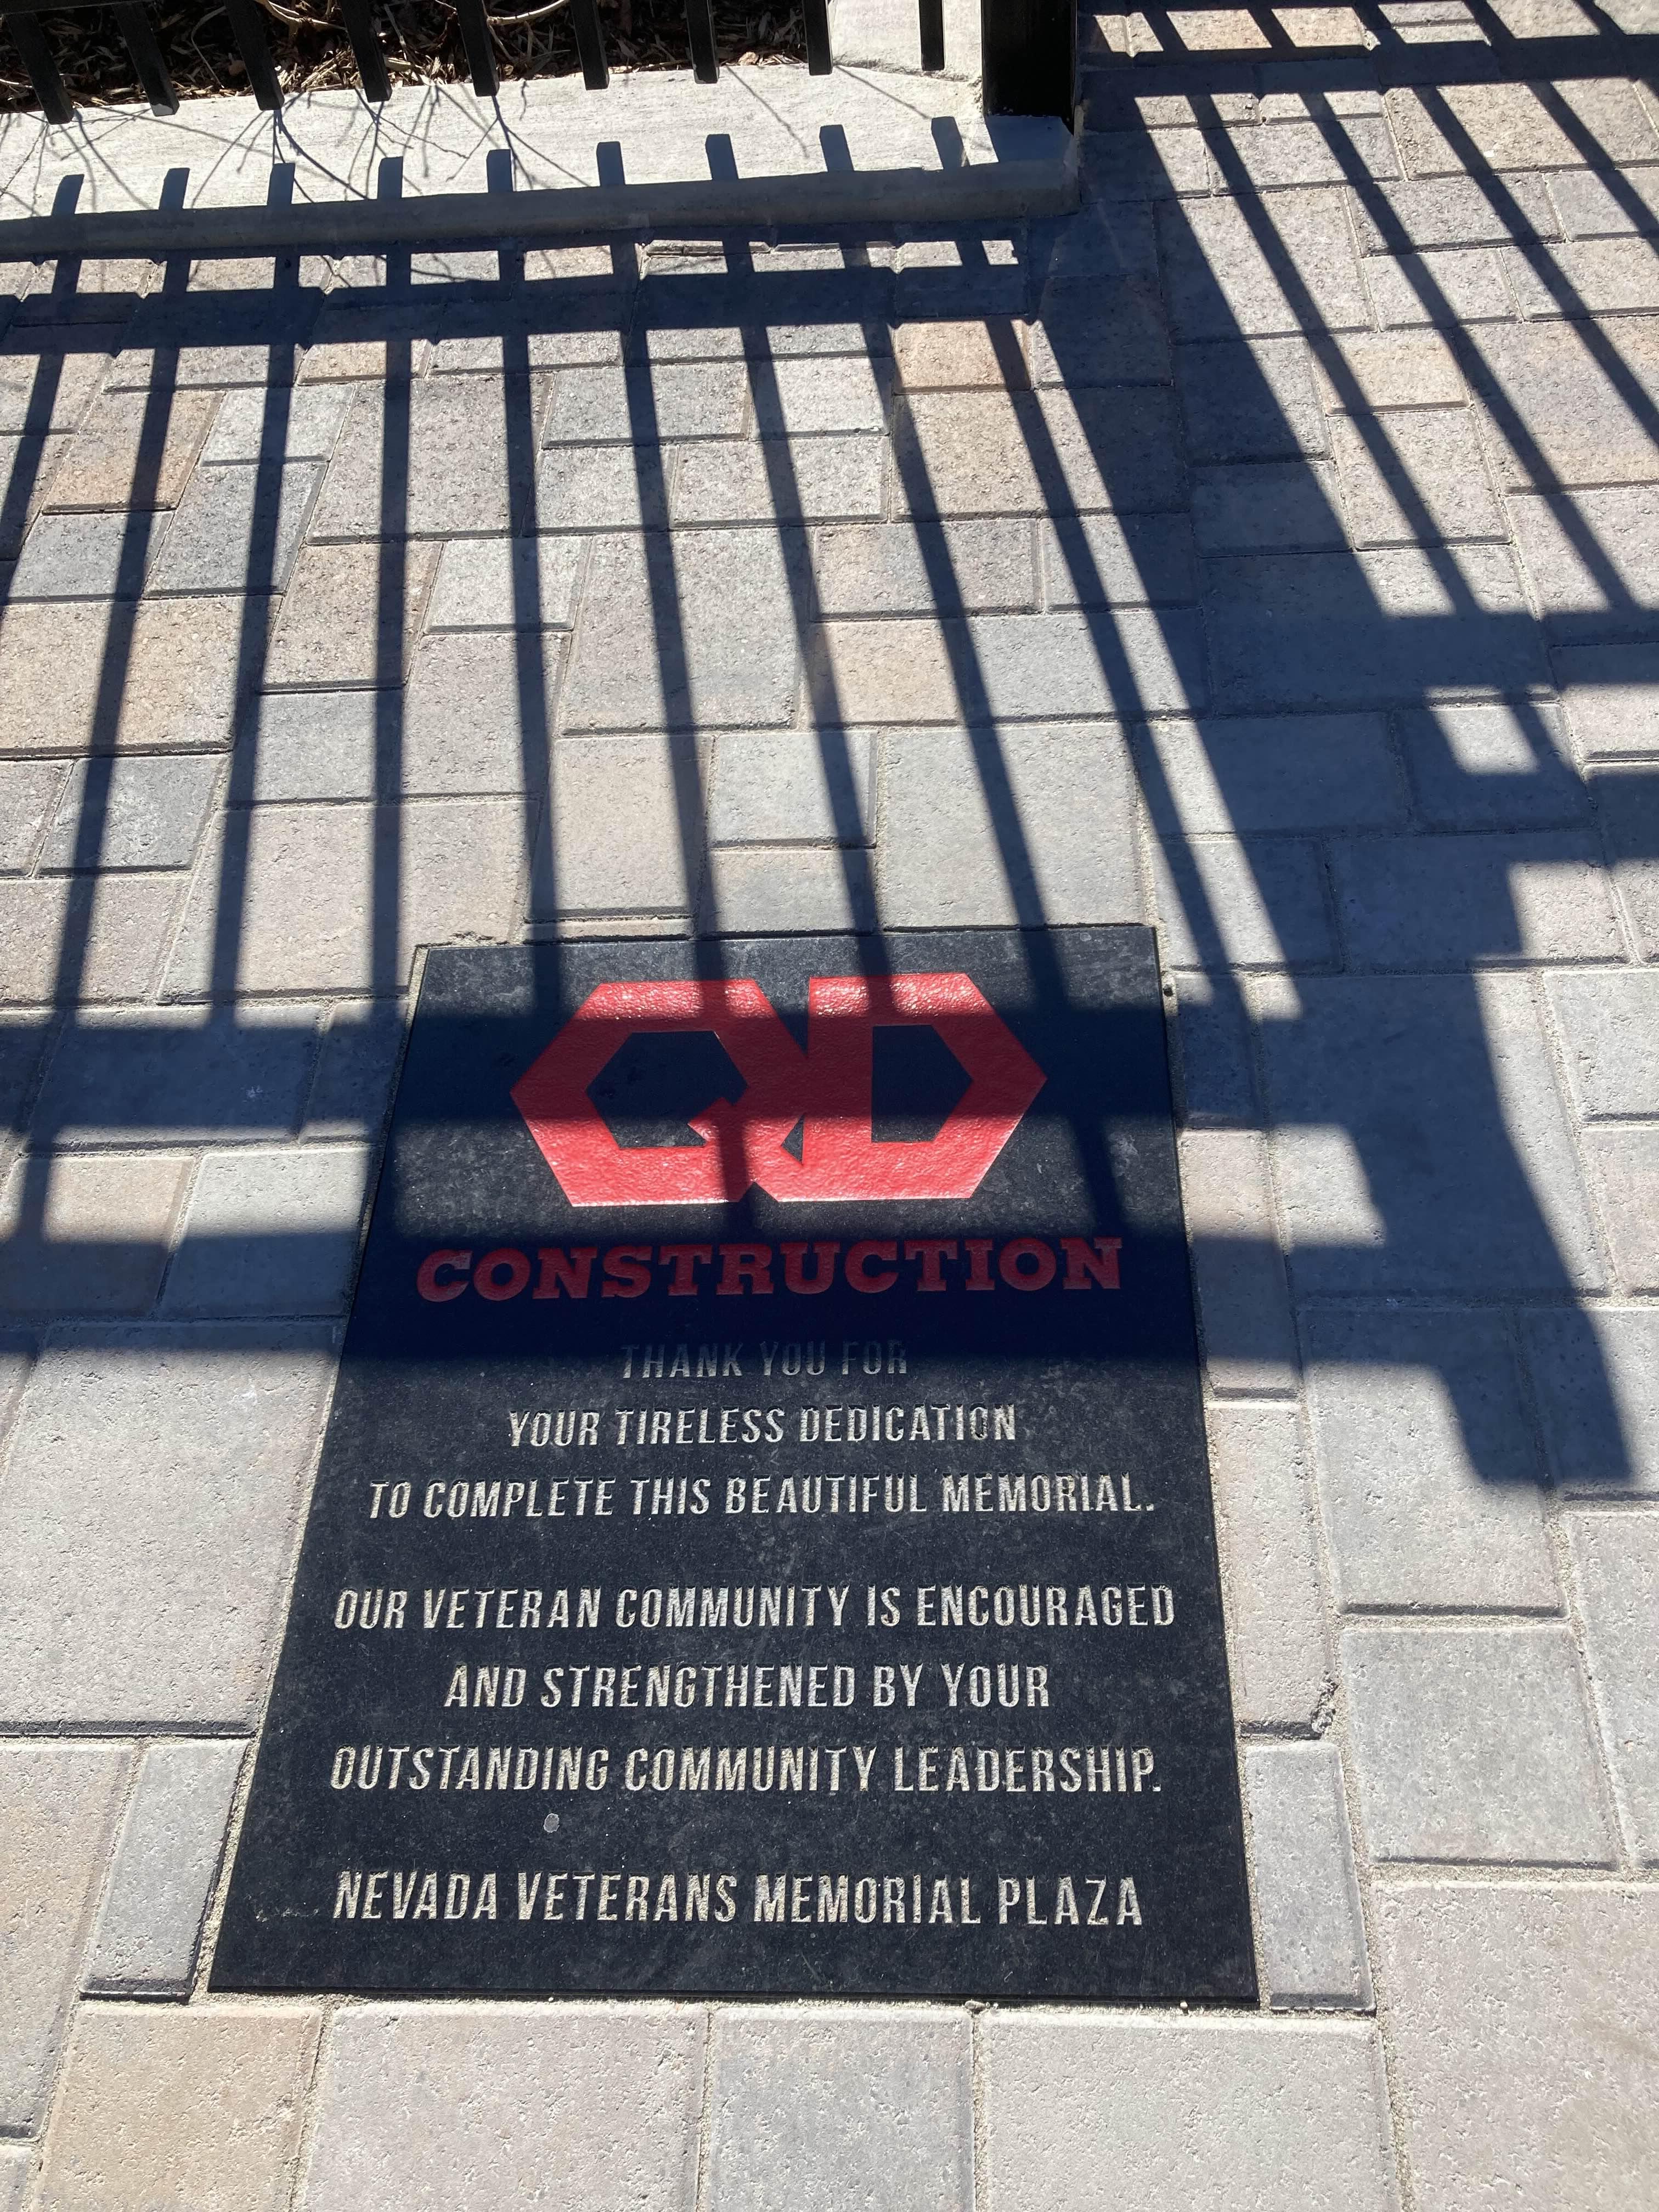 QD
CONSTRUCTION
THANK YOU FOR
YOUR TIRELESS DEDICATION
TO COMPLETE THIS BEAUTIFUL MEMORIAL.
OUR VETERAN COMMUNITY IS ENCOURAGED
AND STRENGTHENED BY YOUR
OUTSTANDING COMMUNITY LEADERSHIP.
NEVADA VETERANS MEMORIAL PLAZA